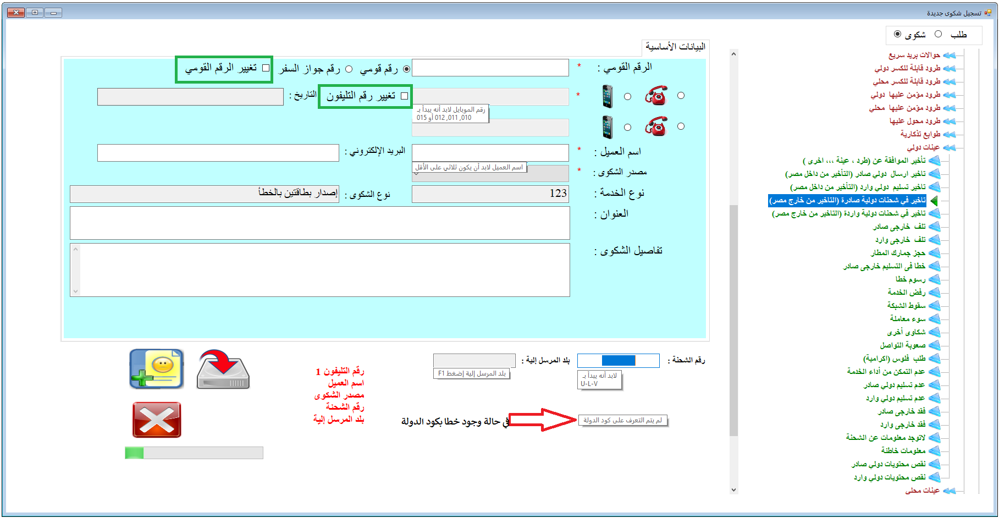 تسجيل شكوى جديدة
طلب
شكوى
حوالات بريد سريع
طرود قابلة للكسر دولي
طرود قابلة للكسر محلي
طرود مؤمن عليها دولي
طرود مؤمن عليها محلي
طرود محول عليها
طوابع تذكارية
عينات دولي
تأخير الموافقة عن (طرد ، عينة ،،، اخرى )
تاخير ارسال دولي صادر (التأخير من داخل مصر)
تاخير تسليم دولي وارد (التأخير من داخل مصر)
تاخير في شحنات دولية صادرة (التاخير من خارج مصر)
تاخير في شحنات دولية واردة (التاخير من خارج مصر)
تلف خارجى صادر
تلف خارجى وارد
حجز جمارك المطار
خطا فى التسليم خارجى صادر
رسوم خطا
رفض الخدمة
سقوط الشبكة
سوء معاملة
شكاوى أخرى
صعوبة التواصل
طلب فلوس (اكرامية)
عدم التمكن من أداء الخدمة
عدم تسليم دولي صادر
عدم تسليم دولي وارد
فقد خارجى صادر
فقد خارجى وارد
لاتوجد معلومات عن الشحنة
معلومات خاطئة
نقص محتويات دولي صادر
نقص محتويات دولي وارد
عينات محلى
البيانات الأساسية
الرقم القومي : *
رقم قومي
رقم جواز السفر
تغيير الرقم القومي
*
تغيير رقم التليفون
التاريخ :
رقم الموبايل لابد أنه يبدأ بـ
010, 011, 012 أو 015
اسم العميل : *
البريد الإلكتروني :
اسم العميل لابد أن يكون ثلاثي على الأقل
مصدر الشكوى : *
نوع الخدمة : 123
نوع الشكوى : إصدار بطاقتين بالخطأ
العنوان :
تفاصيل الشكوى :
رقم الشحنة :
بلد المرسل إلية :
لابد أنه يبدأ بـ
U-L-V
بلد المرسل إلية إضغط F1
رقم التليفون 1
اسم العميل
مصدر الشكوى
رقم الشحنة
بلد المرسل إلية
لم يتم التعرف على كود الدولة
في حالة وجود خطا بكود الدولة